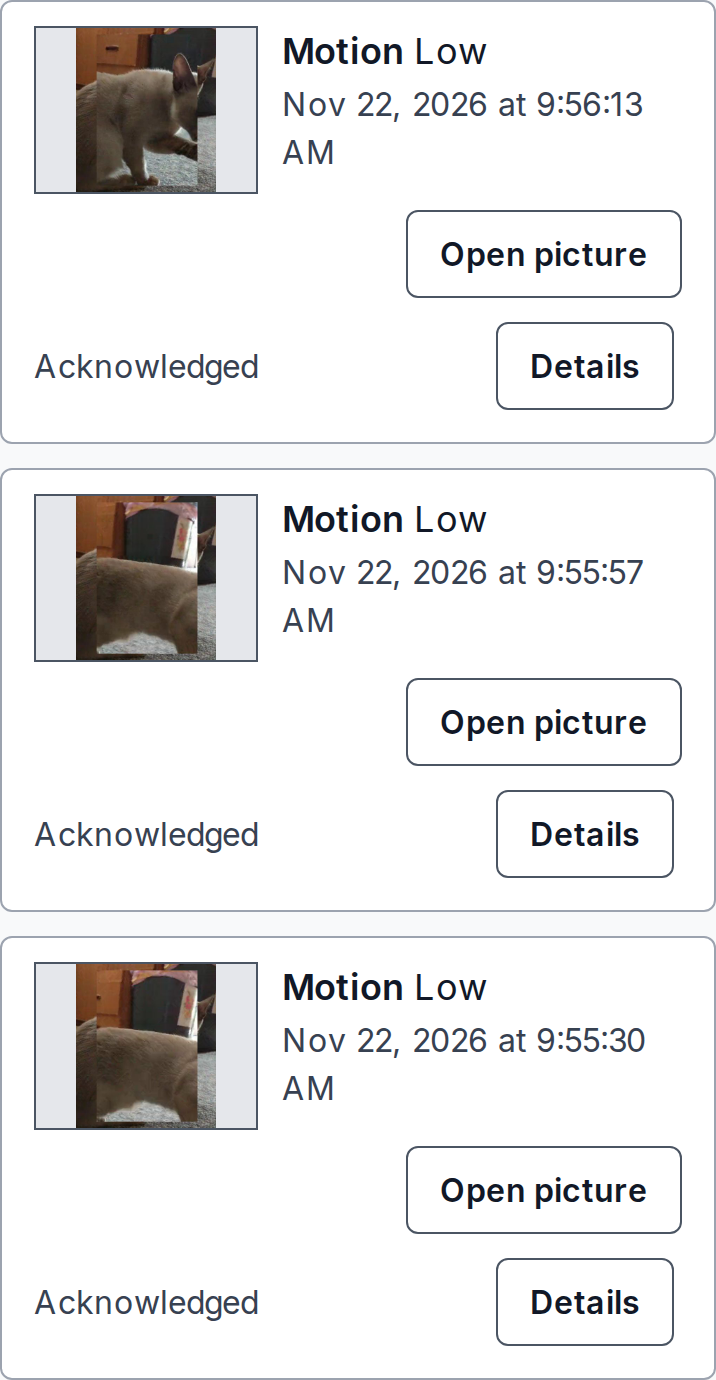 Motion Low
Nov 22, 2026 at 9:56:13
AM
Open picture
Acknowledged
Details
Motion Low
Nov 22, 2026 at 9:55:57
AM
Open picture
Acknowledged
Details
Motion Low
Nov 22, 2026 at 9:55:30
AM
Open picture
Acknowledged
Details